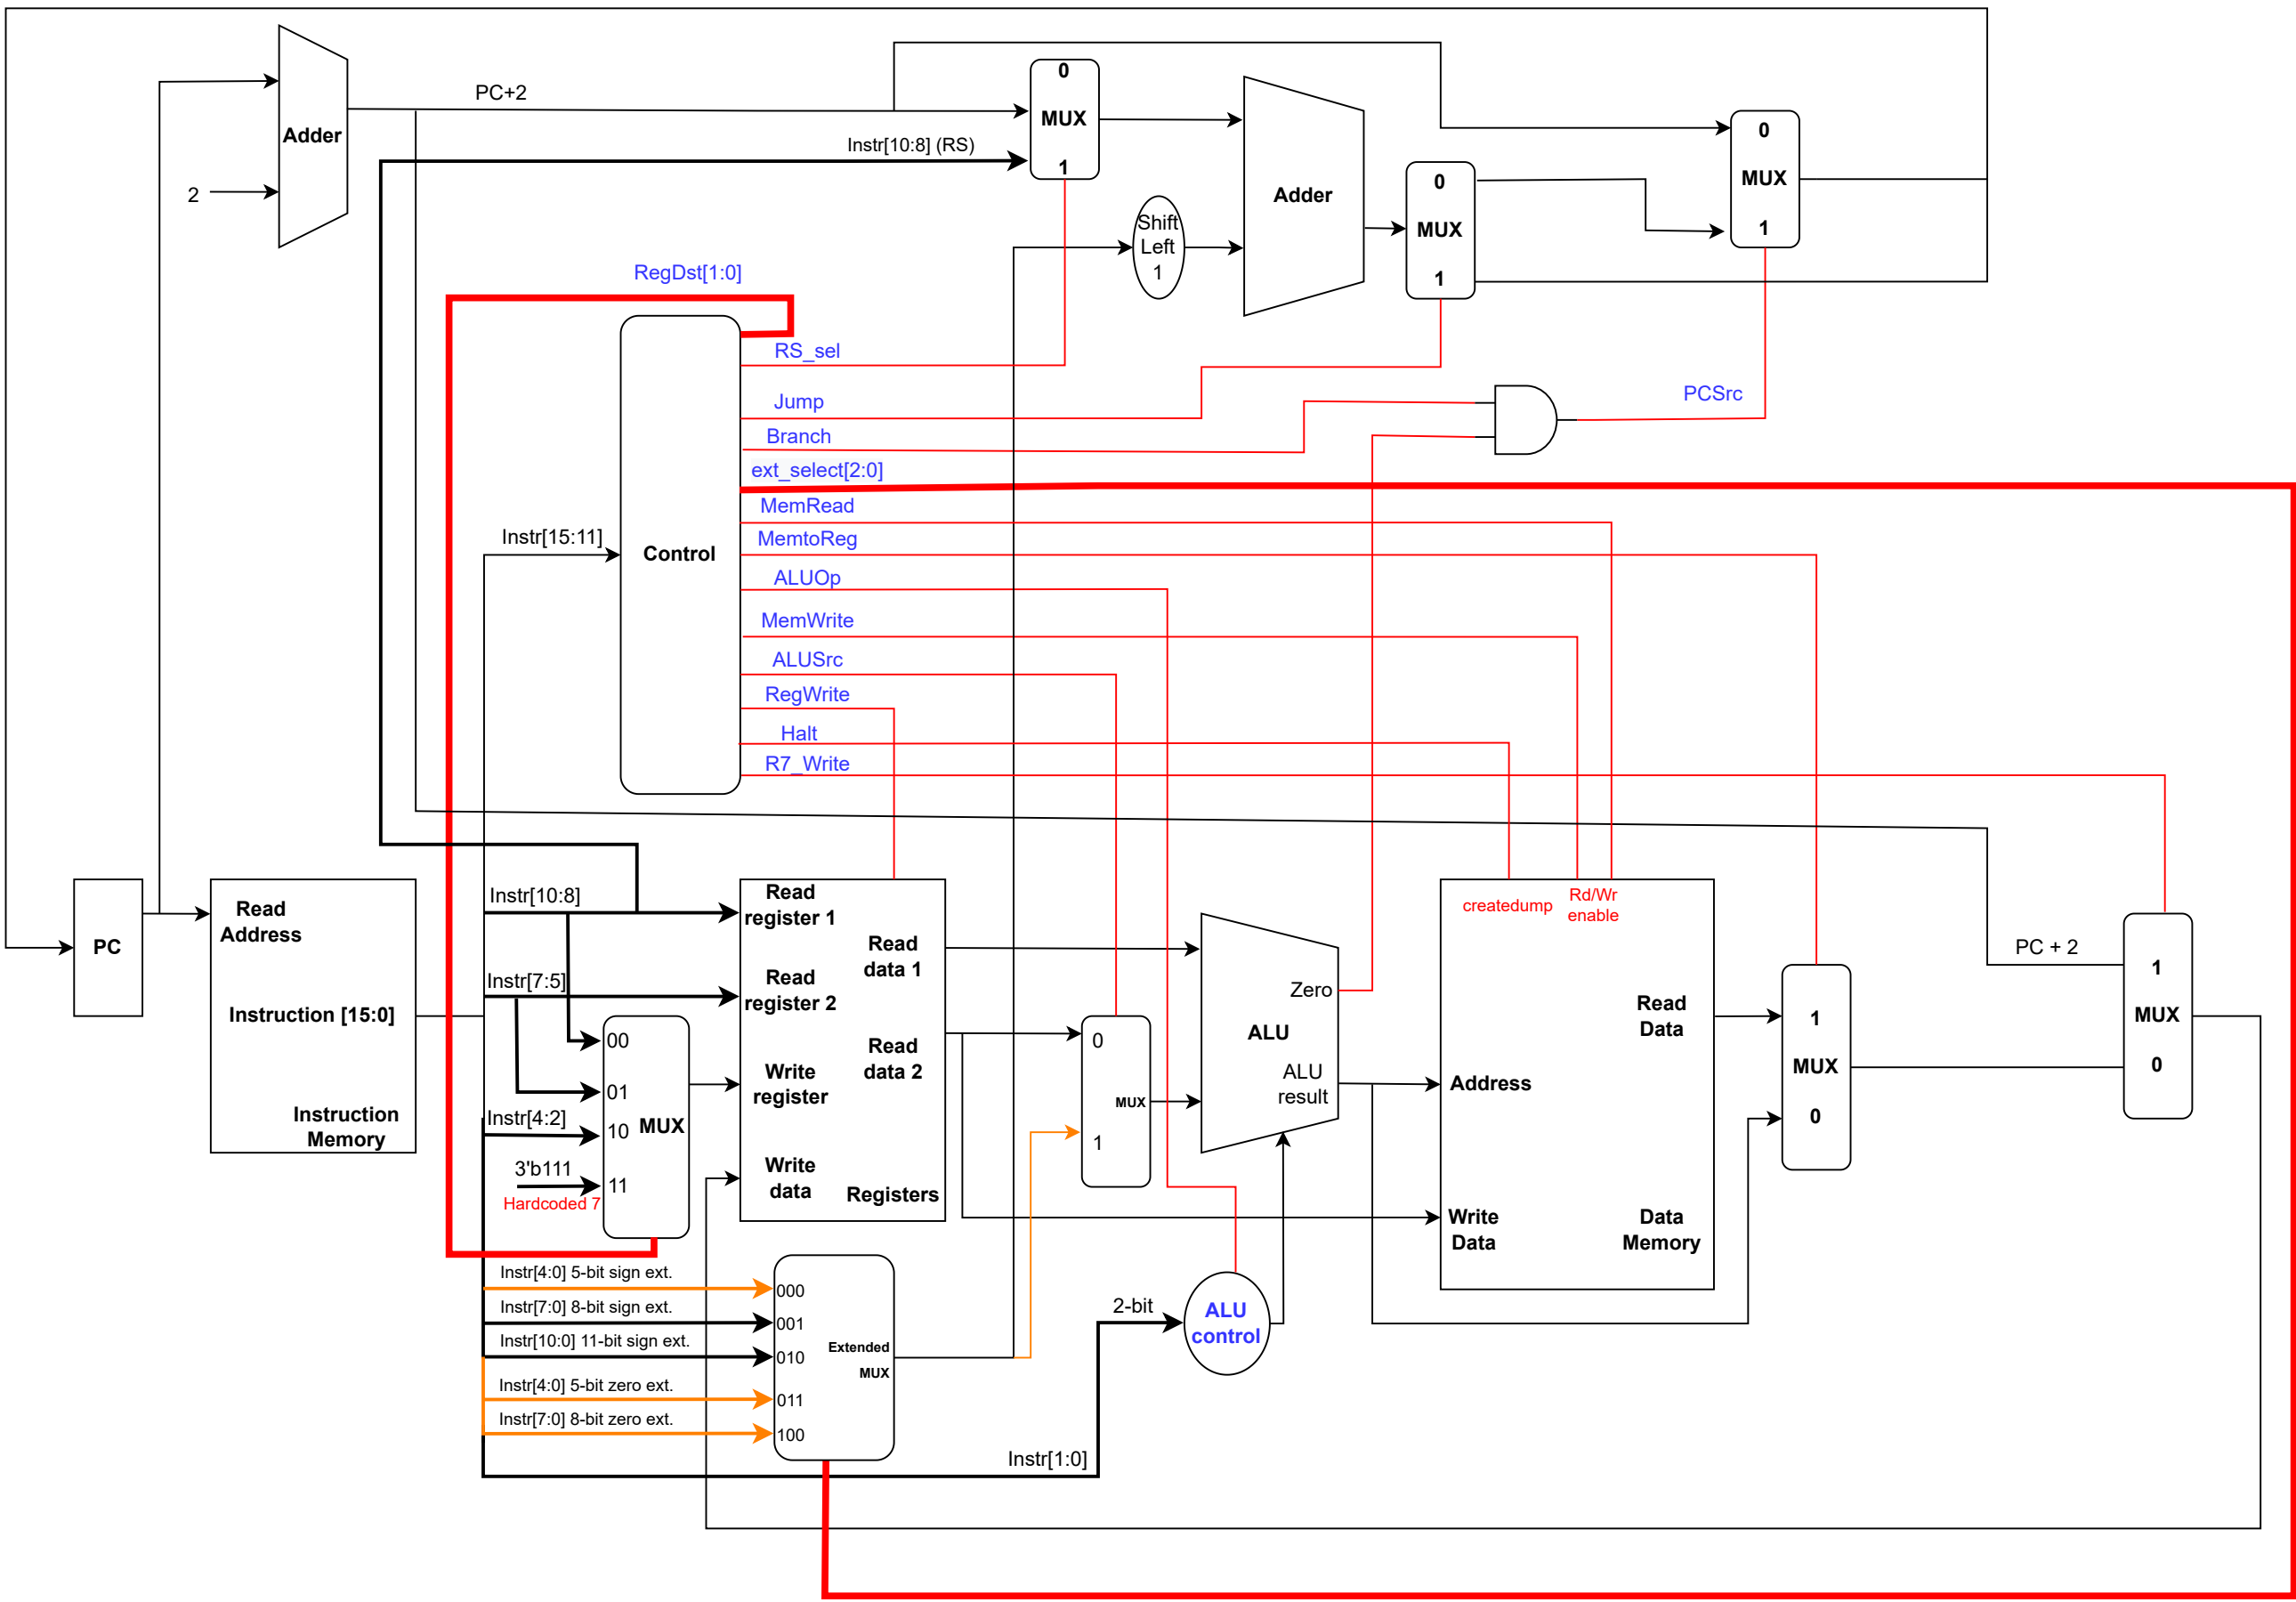 PC+2
Adder
2
Instr[10:8] (RS)
0
MUX
1
Shift
Left
1
Adder
0
MUX
1
0
MUX
1
RegDst[1:0]
RS_sel
Jump
Branch
ext_select[2:0]
MemRead
MemtoReg
ALUOp
MemWrite
ALUSrc
RegWrite
Halt
R7_Write
PCSrc
Instr[15:11]
Control
PC
Read
Address
Instruction [15:0]
Instruction
Memory
Instr[10:8]
Instr[7:5]
Instr[4:2]
3'b111
Hardcoded 7
00
01
10
11
MUX
Read
register 1
Read
register 2
Write
register
Write
data
Read
data 1
Read
data 2
Registers
0
MUX
1
Zero
ALU
ALU
result
createdump
Rd/Wr
enable
Read
Data
Address
Write
Data
Data
Memory
1
MUX
0
PC + 2
1
MUX
0
Instr[4:0] 5-bit sign ext.
Instr[7:0] 8-bit sign ext.
Instr[10:0] 11-bit sign ext.
Instr[4:0] 5-bit zero ext.
Instr[7:0] 8-bit zero ext.
000
001
010
011
100
Extended
MUX
2-bit
ALU
control
Instr[1:0]